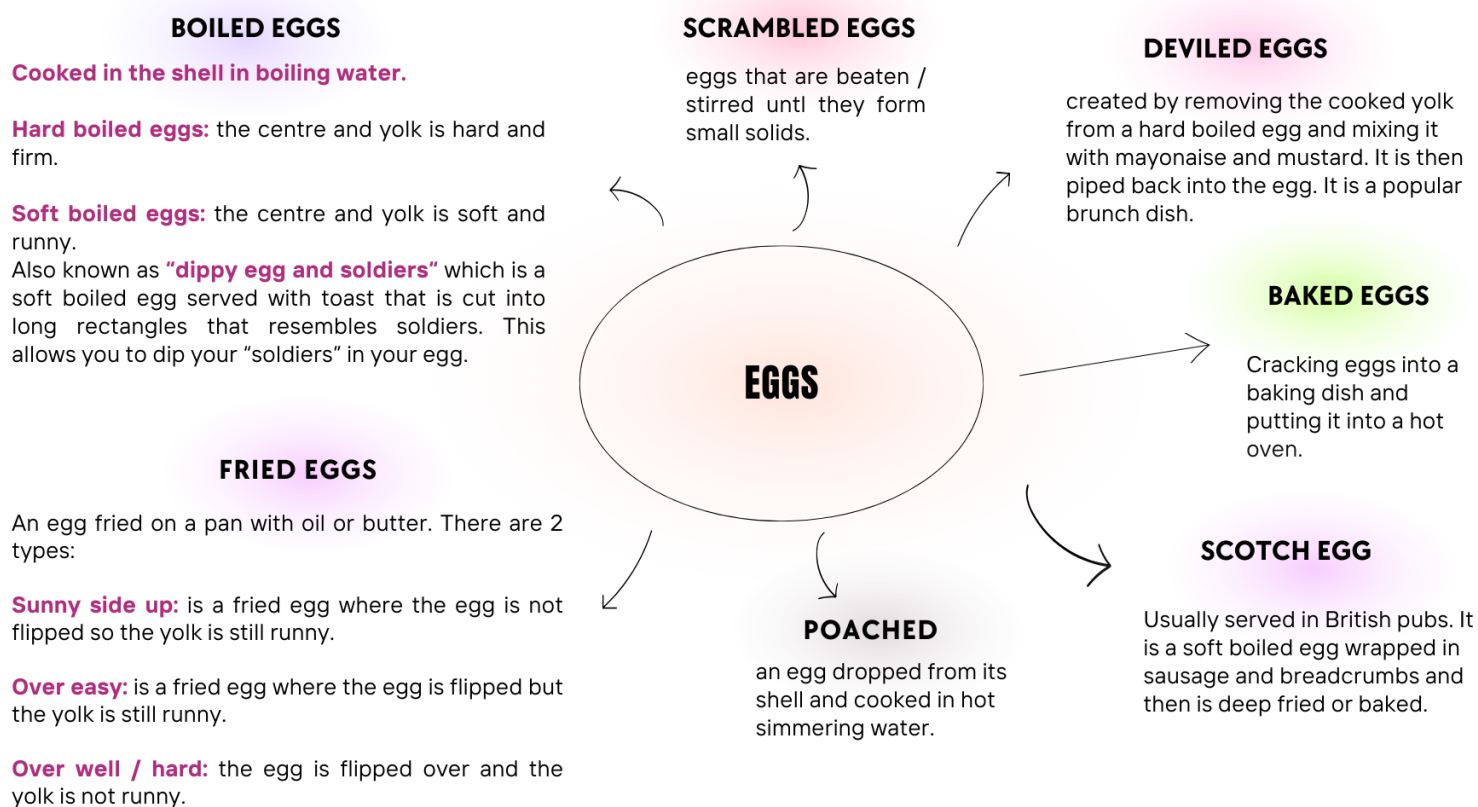 BOILED EGGS
Cooked in the shell in boiling water.
Hard boiled eggs: the centre and yolk is hard and
firm.
Soft boiled eggs: the centre and yolk is soft and
runny.
Also known as “dippy egg and soldiers” which is a
soft boiled egg served with toast that is cut into
long rectangles that resembles soldiers. This
allows you to dip your “soldiers” in your egg.
SCRAMBLED EGGS
eggs that are beaten /
stirred untl they form
small solids.
DEVILED EGGS
created by removing the cooked yolk
from a hard boiled egg and mixing it
with mayonaise and mustard. It is then
piped back into the egg. It is a popular
brunch dish.
BAKED EGGS
Cracking eggs into a
baking dish and
putting it into a hot
oven.
EGGS
FRIED EGGS
An egg fried on a pan with oil or butter. There are 2
types:
Sunny side up: is a fried egg where the egg is not
flipped so the yolk is still runny.
Over easy: is a fried egg where the egg is flipped but
the yolk is still runny.
Over well / hard: the egg is flipped over and the
yolk is not runny.
POACHED
an egg dropped from its
shell and cooked in hot
simmering water.
SCOTCH EGG
Usually served in British pubs. It
is a soft boiled egg wrapped in
sausage and breadcrumbs and
then is deep fried or baked.